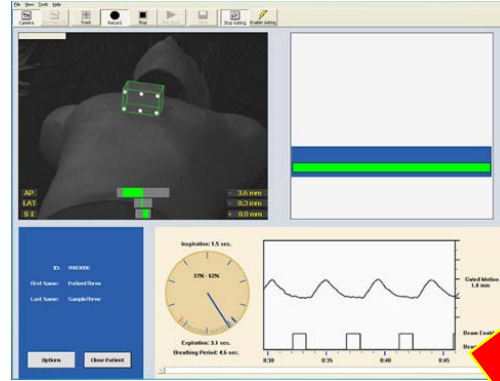 File View Tools Help
Camera Track Record Stop Stop Gating Enable Gating
AP - 3.6 mm
LAT - 0.3 mm
S-I + 0.9 mm
ID:
First Name: PatientThree
Last Name: SampleThree
Options Close Patient
Inspiration: 1.5 sec.
37% - 62%
Expiration: 3.1 sec.
Breathing Period: 4.6 sec.
Gated Motion
1.8 mm
Beam
8:30 8:35 8:40 8:45